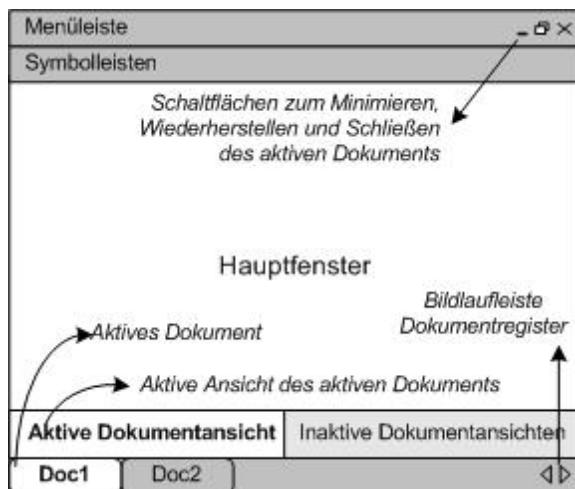 Menüleiste
Symbolleisten
Schaltflächen zum Minimieren,
Wiederherstellen und Schließen
des aktiven Dokuments
Hauptfenster
Bildlaufleiste
Dokumentregister
Aktives Dokument
Aktive Ansicht des aktiven Dokuments
Aktive Dokumentansicht
Inaktive Dokumentansichten
Doc1
Doc2